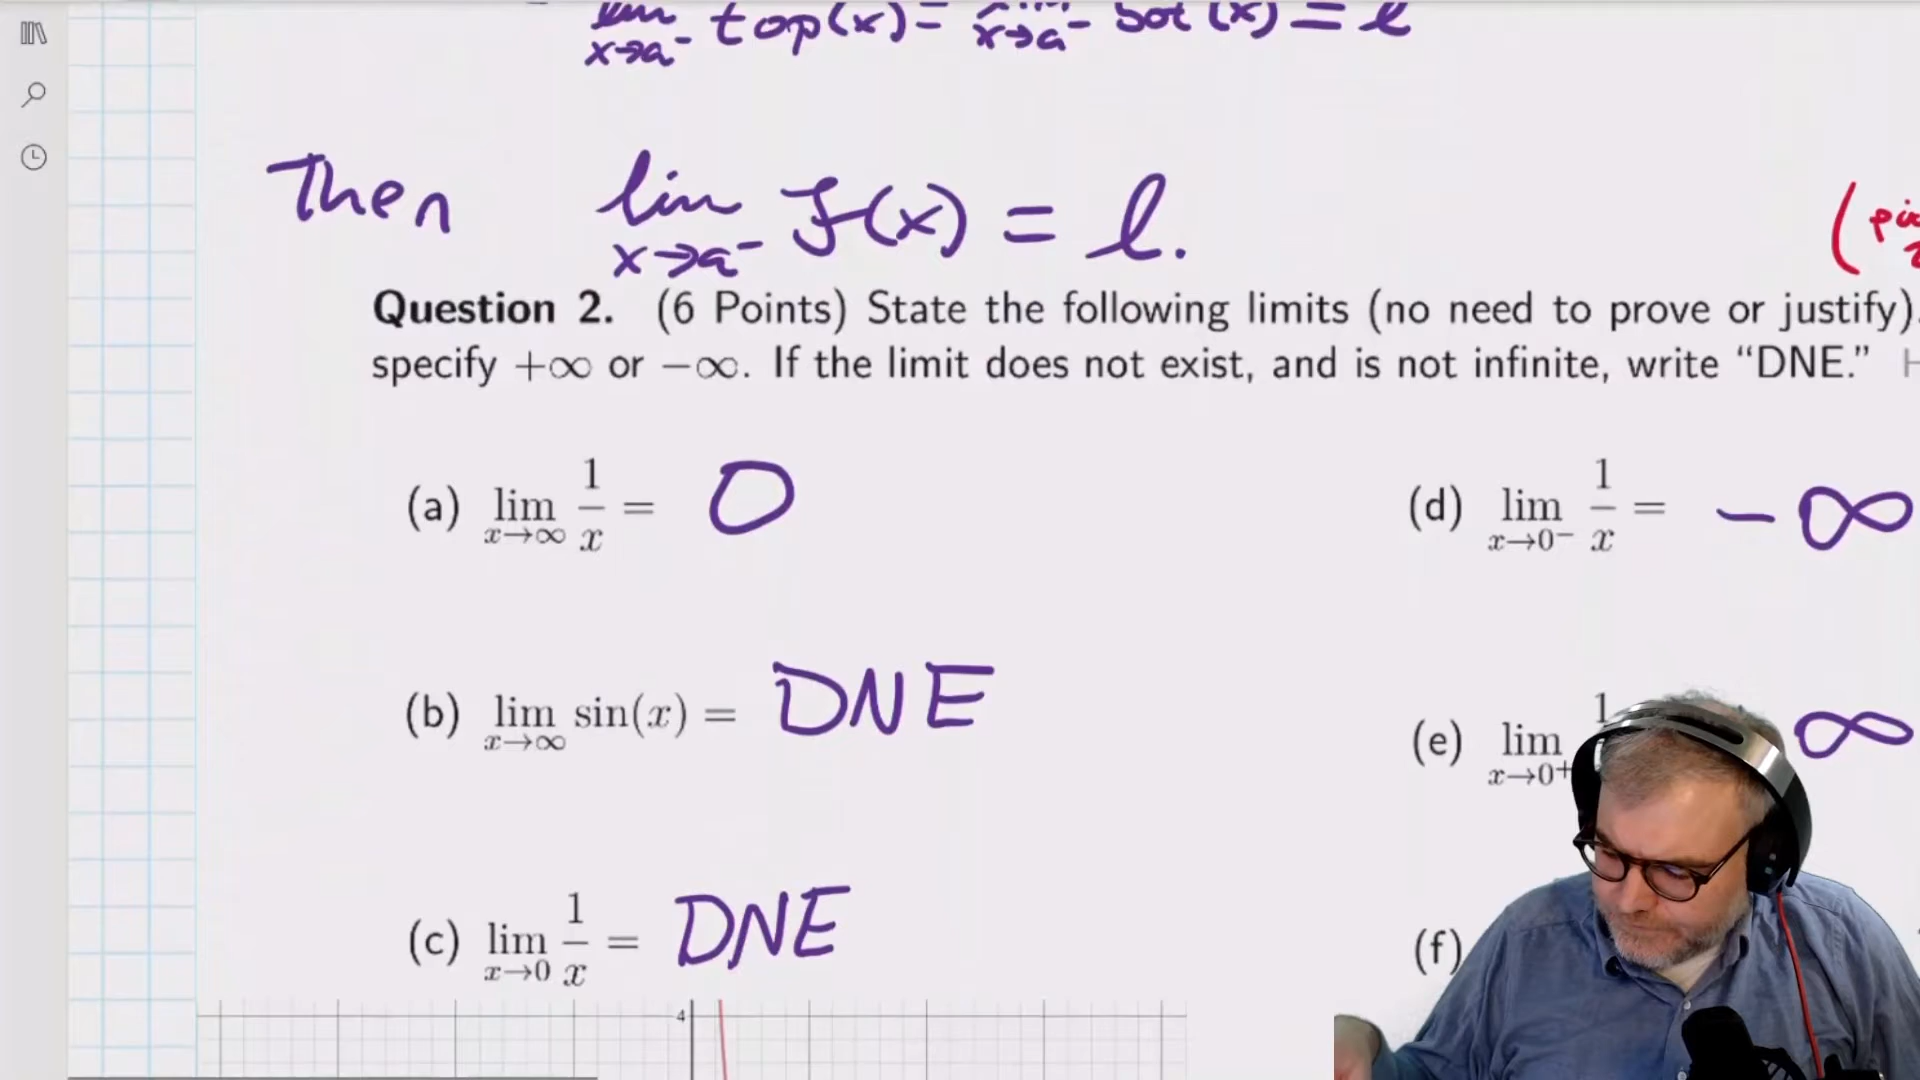 lim top(x) = lim bot(x) = l
x→a⁻ x→a⁻
Then lim f(x) = l.
x→a⁻
Question 2. (6 Points) State the following limits (no need to prove or justify).
specify +∞ or −∞. If the limit does not exist, and is not infinite, write “DNE.”
(a) lim x→∞ 1/x = 0
(b) lim x→∞ sin(x) = DNE
(c) lim x→0 1/x = DNE
(d) lim x→0⁻ 1/x = −∞
(e) lim x→0⁺ 1 ∞
(f)
4